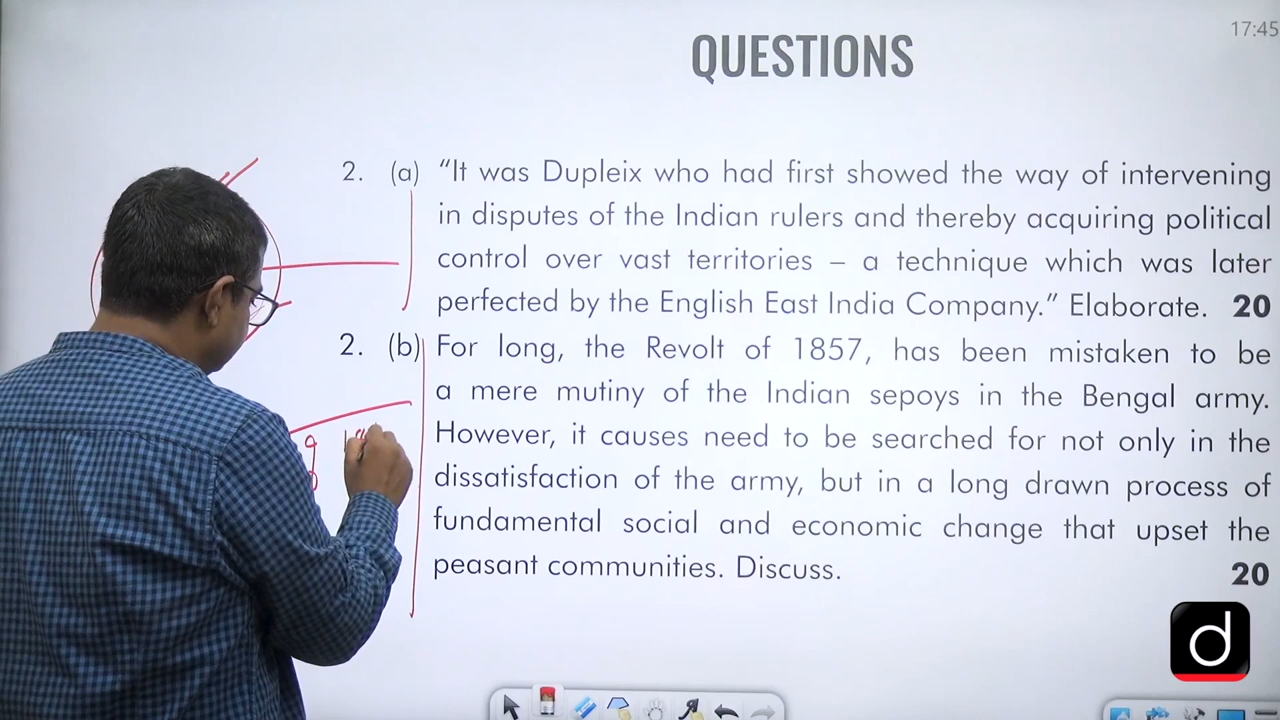 17:45
QUESTIONS
2. (a) “It was Dupleix who had first showed the way of intervening
in disputes of the Indian rulers and thereby acquiring political
control over vast territories – a technique which was later
perfected by the English East India Company.” Elaborate. 20
2. (b) For long, the Revolt of 1857, has been mistaken to be
a mere mutiny of the Indian sepoys in the Bengal army.
However, it causes need to be searched for not only in the
dissatisfaction of the army, but in a long drawn process of
fundamental social and economic change that upset the
peasant communities. Discuss. 20
d